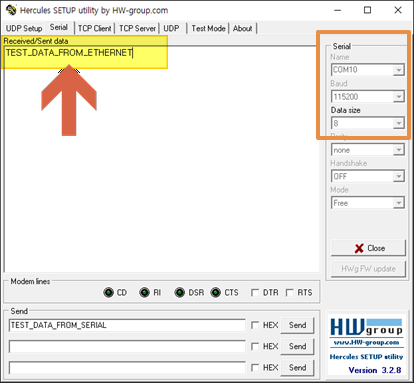 Hercules SETUP utility by HW-group.com
UDP Setup Serial TCP Client TCP Server UDP Test Mode About
Received/Sent data
TEST_DATA_FROM_ETHERNET
Serial
Name
COM10
Baud
115200
Data size
8
none
Handshake
OFF
Mode
Free
Close
HWg FW update
Modem lines
CD RI DSR CTS DTR RTS
Send
TEST_DATA_FROM_SERIAL HEX Send
HEX Send
HEX Send
HW group
www.HW-group.com
Hercules SETUP utility
Version 3.2.8